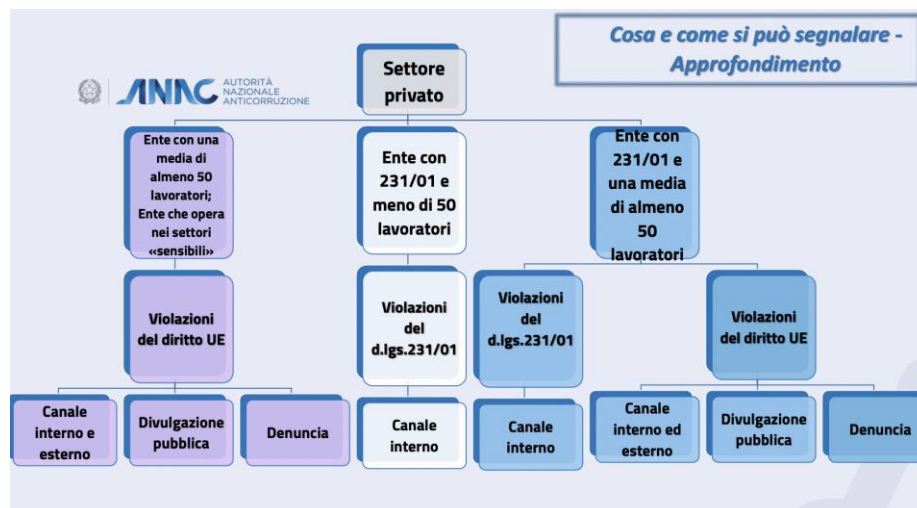 Cosa e come si può segnalare -
Approfondimento
ANAC
AUTORITÀ
NAZIONALE
ANTICORRUZIONE
Settore
privato
Ente con una
media di
almeno 50
lavoratori;
Ente che opera
nei settori
«sensibili»
Ente con
231/01 e
meno di 50
lavoratori
Ente con
231/01 e
una media
di almeno
50
lavoratori
Violazioni
del diritto UE
Violazioni
del
d.lgs.231/01
Violazioni
del
d.lgs.231/01
Violazioni
del diritto UE
Canale
interno e
esterno
Divulgazione
pubblica
Denuncia
Canale
interno
Canale
interno
Canale
interno ed
esterno
Divulgazione
pubblica
Denuncia